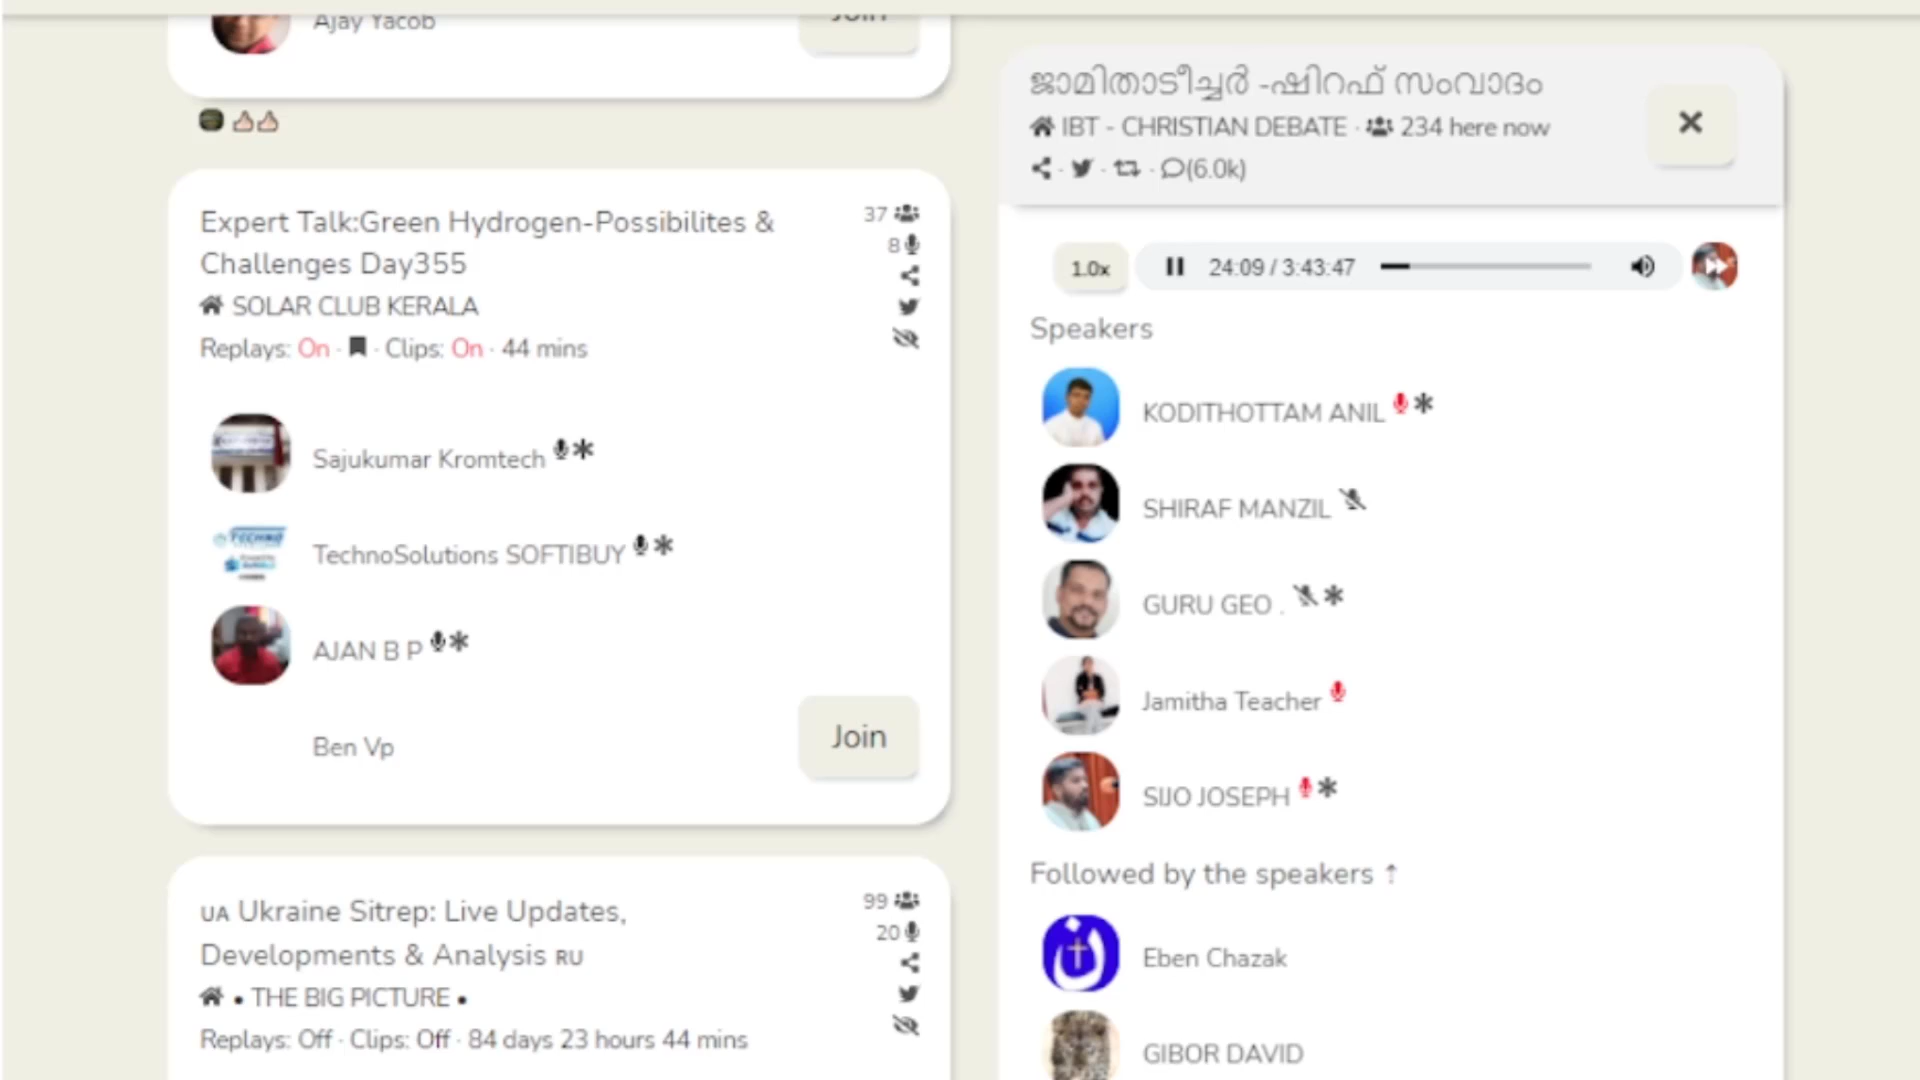 Ajay Yacob
Join
Expert Talk:Green Hydrogen-Possibilites &
Challenges Day355
SOLAR CLUB KERALA
Replays: On · · Clips: On · 44 mins
37
8
Sajukumar Kromtech
TECHNO
TechnoSolutions SOFTIBUY
AJAN B P
Ben Vp
Join
UA Ukraine Sitrep: Live Updates,
Developments & Analysis RU
• THE BIG PICTURE •
Replays: Off · Clips: Off · 84 days 23 hours 44 mins
99
20
ജാമിതാടീച്ചർ -ഷിറഫ് സംവാദം
IBT - CHRISTIAN DEBATE · 234 here now
(6.0k)
1.0x
24:09 / 3:43:47
Speakers
KODITHOTTAM ANIL
SHIRAF MANZIL
GURU GEO .
Jamitha Teacher
SIJO JOSEPH
Followed by the speakers ↑
Eben Chazak
GIBOR DAVID